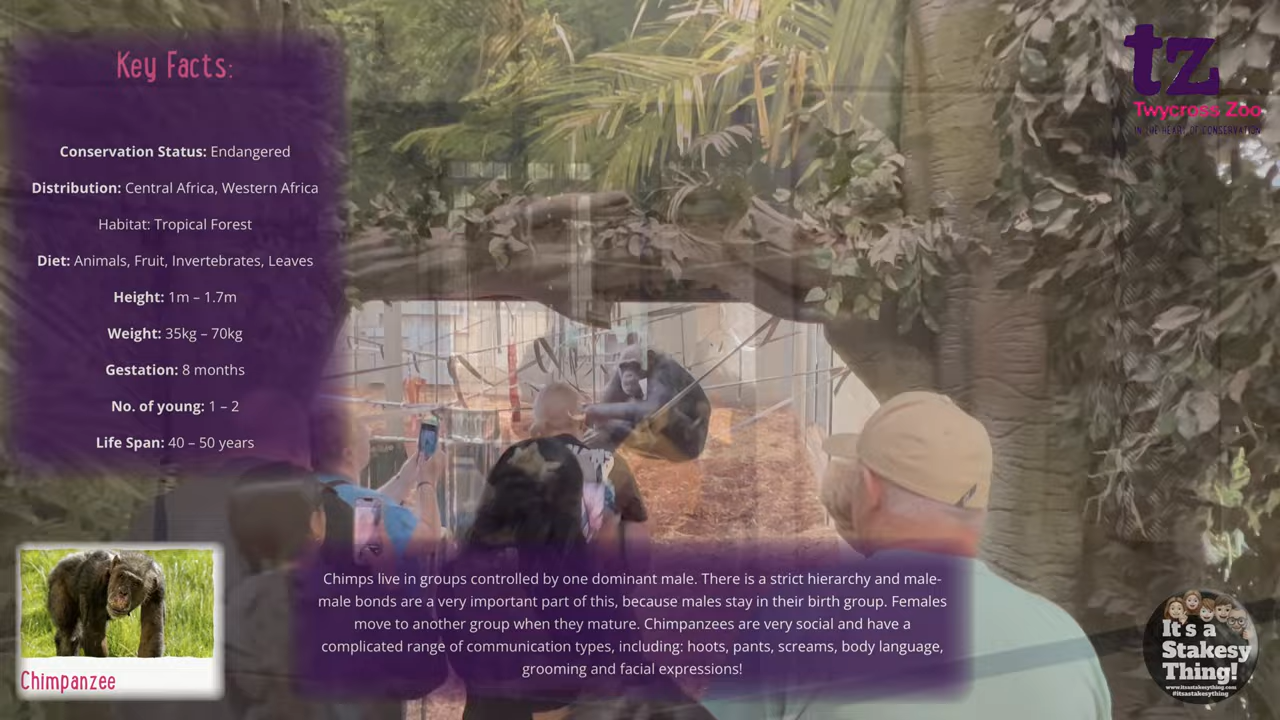 Key Facts:
Conservation Status: Endangered
Distribution: Central Africa, Western Africa
Habitat: Tropical Forest
Diet: Animals, Fruit, Invertebrates, Leaves
Height: 1m – 1.7m
Weight: 35kg – 70kg
Gestation: 8 months
No. of young: 1 – 2
Life Span: 40 – 50 years
tz
Twycross Zoo
IN THE HEART OF CONSERVATION
Chimpanzee
Chimps live in groups controlled by one dominant male. There is a strict hierarchy and male-
male bonds are a very important part of this, because males stay in their birth group. Females
move to another group when they mature. Chimpanzees are very social and have a
complicated range of communication types, including: hoots, pants, screams, body language,
grooming and facial expressions!
It's a
Stakesy
Thing!
www.itsastakesything.com
#itsastakesything